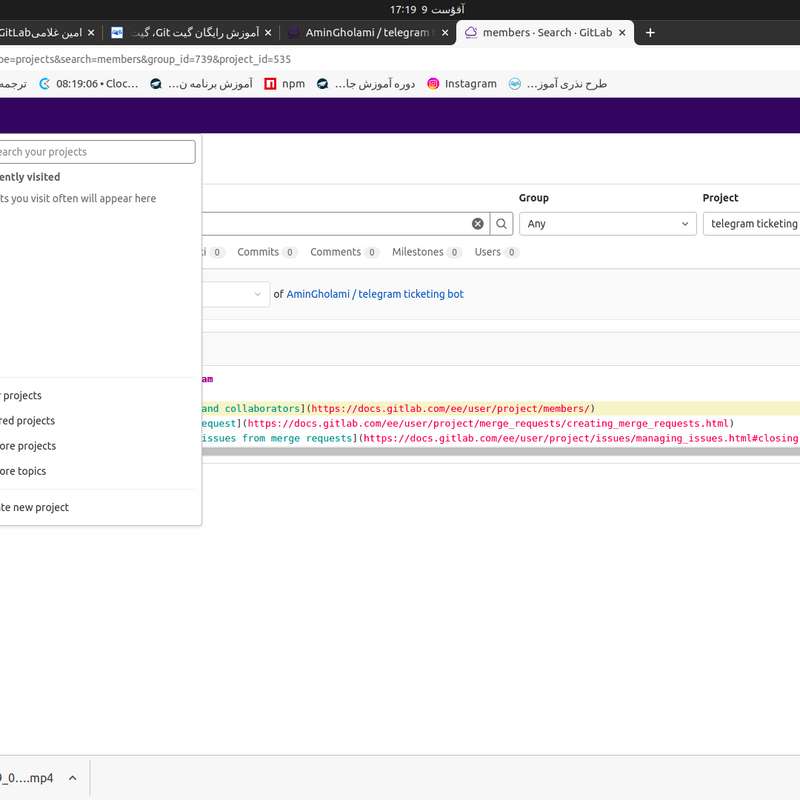 17:19 9 آقؤست
امین غلامیGitLab
آموزش رایگان گیت Git، گیت
AminGholami / telegram
members · Search · GitLab
pe=projects&search=members&group_id=739&project_id=535
ترجمه
08:19:06 • Cloc...
آموزش برنامه ن...
npm
دوره آموزش جا...
Instagram
طرح نذری آموز...
earch your projects
ently visited
ts you visit often will appear here
Group
Project
Any
telegram ticketing
ki 0
Commits 0
Comments 0
Milestones 0
Users 0
of AminGholami / telegram ticketing bot
am
and collaborators](https://docs.gitlab.com/ee/user/project/members/)
equest](https://docs.gitlab.com/ee/user/project/merge_requests/creating_merge_requests.html)
issues from merge requests](https://docs.gitlab.com/ee/user/project/issues/managing_issues.html#closing
r projects
red projects
ore projects
ore topics
te new project
9_0....mp4